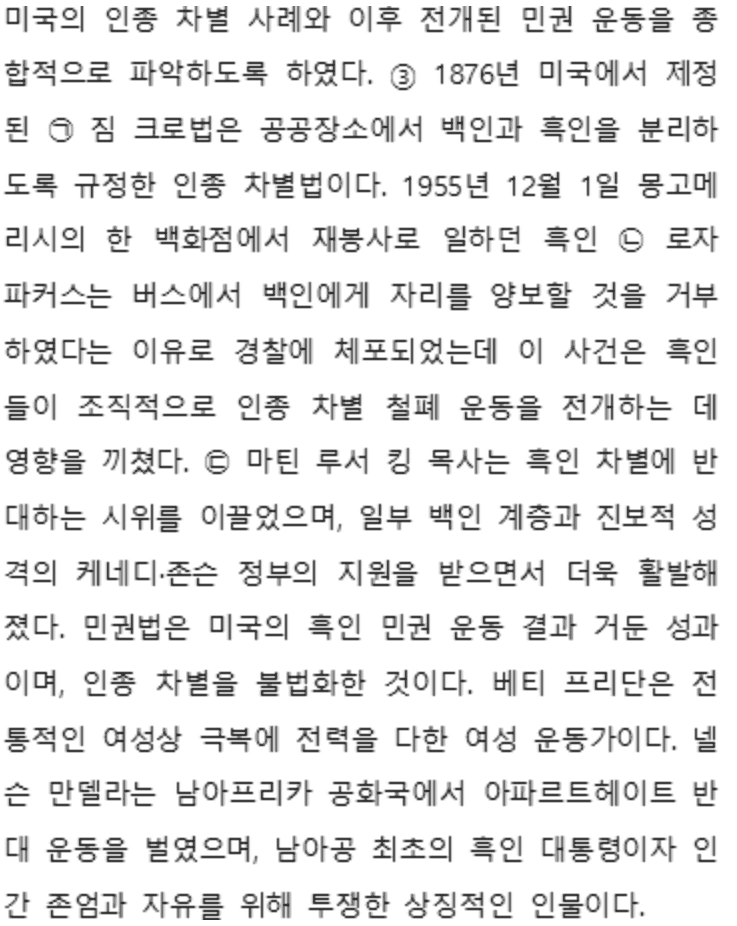 미국의 인종 차별 사례와 이후 전개된 민권 운동을 종
합적으로 파악하도록 하였다. ③ 1876년 미국에서 제정
된 ㉠ 짐 크로법은 공공장소에서 백인과 흑인을 분리하
도록 규정한 인종 차별법이다. 1955년 12월 1일 몽고메
리시의 한 백화점에서 재봉사로 일하던 흑인 ㉡ 로자
파커스는 버스에서 백인에게 자리를 양보할 것을 거부
하였다는 이유로 경찰에 체포되었는데 이 사건은 흑인
들이 조직적으로 인종 차별 철폐 운동을 전개하는 데
영향을 끼쳤다. ㉢ 마틴 루서 킹 목사는 흑인 차별에 반
대하는 시위를 이끌었으며, 일부 백인 계층과 진보적 성
격의 케네디·존슨 정부의 지원을 받으면서 더욱 활발해
졌다. 민권법은 미국의 흑인 민권 운동 결과 거둔 성과
이며, 인종 차별을 불법화한 것이다. 베티 프리단은 전
통적인 여성상 극복에 전력을 다한 여성 운동가이다. 넬
슨 만델라는 남아프리카 공화국에서 아파르트헤이트 반
대 운동을 벌였으며, 남아공 최초의 흑인 대통령이자 인
간 존엄과 자유를 위해 투쟁한 상징적인 인물이다.